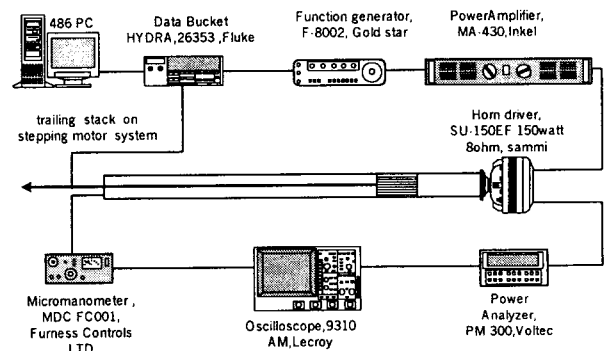 486 PC
Data Bucket
HYDRA,26353 ,Fluke
Function generator,
F-8002, Gold star
PowerAmplifier,
MA-430,Inkel
trailing stack on
stepping motor system
Horn driver,
SU-150EF 150watt
8ohm, sammi
Micromanometer ,
MDC FC001,
Furness Controls
LTD
Oscilloscope,9310
AM,Lecroy
Power
Analyzer,
PM 300,Voltec